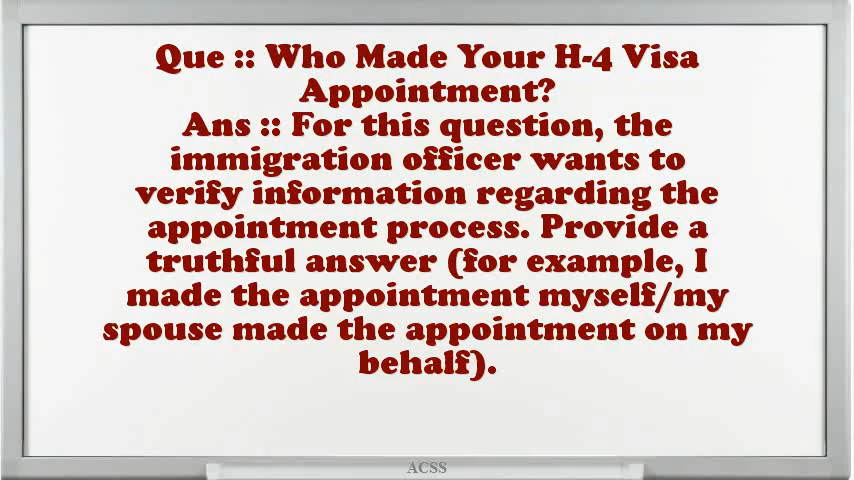 Que :: Who Made Your H-4 Visa
Appointment?
Ans :: For this question, the
immigration officer wants to
verify information regarding the
appointment process. Provide a
truthful answer (for example, I
made the appointment myself/my
spouse made the appointment on my
behalf).
ACSS